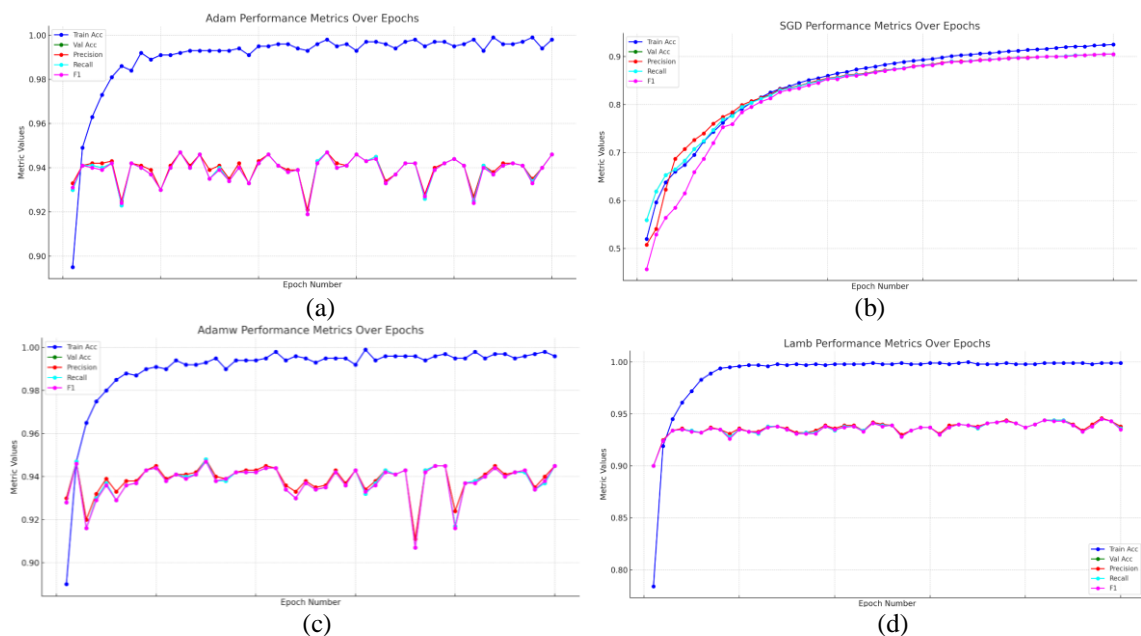 Adam Performance Metrics Over Epochs
1.00
0.98
0.96
0.94
0.92
0.90
Metric Values
Train Acc
Val Acc
Precision
Recall
F1
Epoch Number
(a)
SGD Performance Metrics Over Epochs
0.9
0.8
0.7
0.6
0.5
Metric Values
Train Acc
Val Acc
Precision
Recall
F1
Epoch Number
(b)
Adamw Performance Metrics Over Epochs
1.00
0.98
0.96
0.94
0.92
0.90
Metric Values
Train Acc
Val Acc
Precision
Recall
F1
Epoch Number
(c)
Lamb Performance Metrics Over Epochs
1.00
0.95
0.90
0.85
0.80
Metric Values
Train Acc
Val Acc
Precision
Recall
F1
Epoch Number
(d)